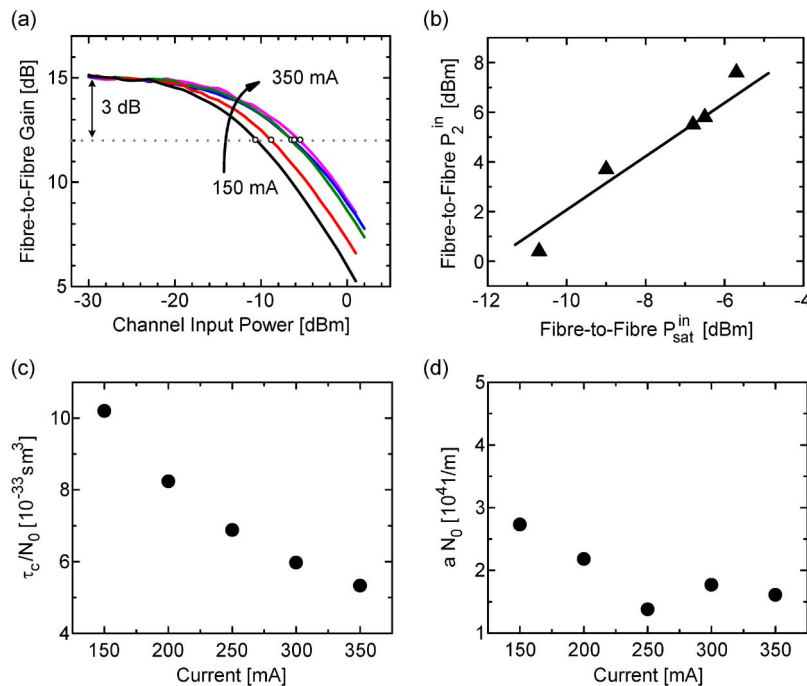 (a)
15
10
5
-30 -20 -10 0
Fibre-to-Fibre Gain [dB]
Channel Input Power [dBm]
3 dB
350 mA
150 mA
(b)
8
6
4
2
0
-12 -10 -8 -6 -4
Fibre-to-Fibre P₂ⁱⁿ [dBm]
Fibre-to-Fibre P_satⁱⁿ [dBm]
(c)
10
8
6
4
150 200 250 300 350
τ_c/N₀ [10⁻³³sm³]
Current [mA]
(d)
5
4
3
2
1
150 200 250 300 350
a N₀ [10⁴1/m]
Current [mA]